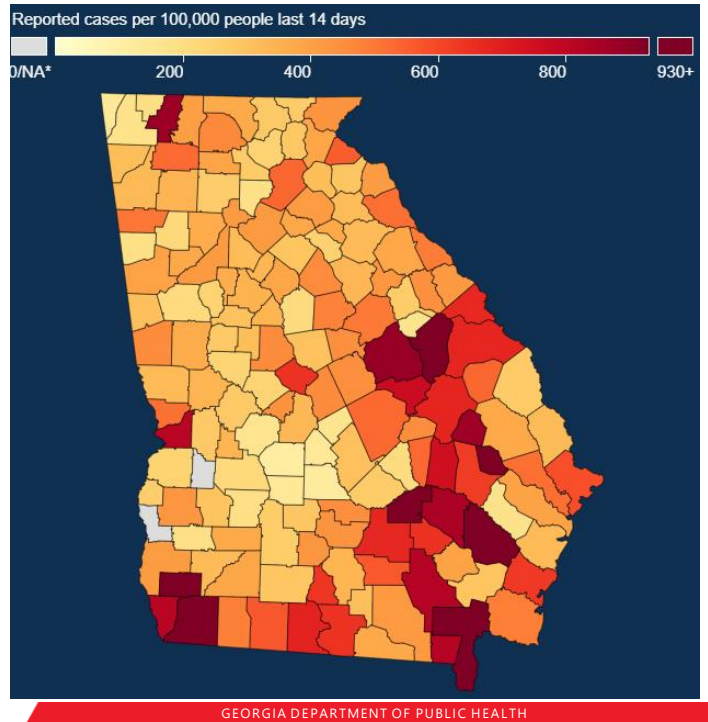 Reported cases per 100,000 people last 14 days
0/NA* 200 400 600 800 930+
GEORGIA DEPARTMENT OF PUBLIC HEALTH